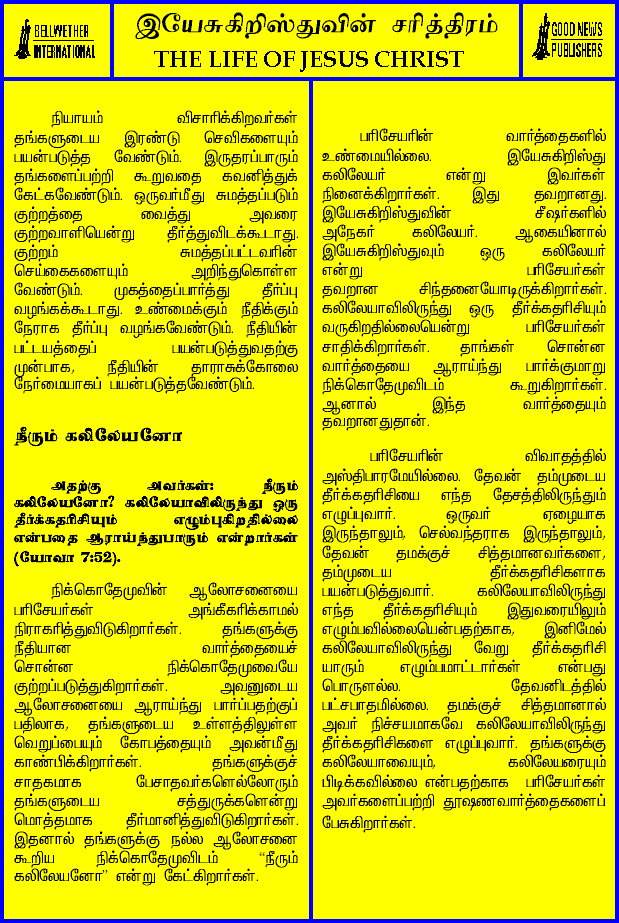 BELLWETHER
INTERNATIONAL
இயேசுகிறிஸ்துவின் சரித்திரம்
THE LIFE OF JESUS CHRIST
GOOD NEWS
PUBLISHERS
நியாயம் விசாரிக்கிறவர்கள்
தங்களுடைய இரண்டு செவிகளையும்
பயன்படுத்த வேண்டும். இருதரப்பாரும்
தங்களைப்பற்றி கூறுவதை கவனித்துக்
கேட்கவேண்டும். ஒருவர்மீது சுமத்தப்படும்
குற்றத்தை வைத்து அவரை
குற்றவாளியென்று தீர்த்துவிடக்கூடாது.
குற்றம் சுமத்தப்பட்டவரின்
செய்கைகளையும் அறிந்துகொள்ள
வேண்டும். முகத்தைப்பார்த்து தீர்ப்பு
வழங்கக்கூடாது. உண்மைக்கும் நீதிக்கும்
நேராக தீர்ப்பு வழங்கவேண்டும். நீதியின்
பட்டயத்தைப் பயன்படுத்துவதற்கு
முன்பாக, நீதியின் தாராசுக்கோலை
நேர்மையாகப் பயன்படுத்தவேண்டும்.
நீரும் கலிலேயனோ
அதற்கு அவர்கள்: நீரும்
கலிலேயனோ? கலிலேயாவிலிருந்து ஒரு
தீர்க்கதரிசியும் எழும்புகிறதில்லை
என்பதை ஆராய்ந்துபாரும் என்றார்கள்
(யோவா 7:52).
நிக்கொதேமுவின் ஆலோசனையை
பரிசேயர்கள் அங்கீகரிக்காமல்
நிராகரித்துவிடுகிறார்கள். தங்களுக்கு
நீதியான வார்த்தையைச்
சொன்ன நிக்கொதேமுவையே
குற்றப்படுத்துகிறார்கள். அவனுடைய
ஆலோசனையை ஆராய்ந்து பார்ப்பதற்குப்
பதிலாக, தங்களுடைய உள்ளத்திலுள்ள
வெறுப்பையும் கோபத்தையும் அவன்மீது
காண்பிக்கிறார்கள். தங்களுக்குச்
சாதகமாக பேசாதவர்களெல்லோரும்
தங்களுடைய சத்துருக்களென்று
மொத்தமாக தீர்மானித்துவிடுகிறார்கள்.
இதனால் தங்களுக்கு நல்ல ஆலோசனை
கூறிய நிக்கொதேமுவிடம் “நீரும்
கலிலேயனோ” என்று கேட்கிறார்கள்.
பரிசேயரின் வார்த்தைகளில்
உண்மையில்லை. இயேசுகிறிஸ்து
கலிலேயர் என்று இவர்கள்
நினைக்கிறார்கள். இது தவறானது.
இயேசுகிறிஸ்துவின் சீஷர்களில்
அநேகர் கலிலேயர். ஆகையினால்
இயேசுகிறிஸ்துவும் ஒரு கலிலேயர்
என்று பரிசேயர்கள்
தவறான சிந்தனையோடிருக்கிறார்கள்.
கலிலேயாவிலிருந்து ஒரு தீர்க்கதரிசியும்
வருகிறதில்லையென்று பரிசேயர்கள்
சாதிக்கிறார்கள். தாங்கள் சொன்ன
வார்த்தையை ஆராய்ந்து பார்க்குமாறு
நிக்கொதேமுவிடம் கூறுகிறார்கள்.
ஆனால் இந்த வார்த்தையும்
தவறானதுதான்.
பரிசேயரின் விவாதத்தில்
அஸ்திபாரமேயில்லை. தேவன் தம்முடைய
தீர்க்கதரிசியை எந்த தேசத்திலிருந்தும்
எழுப்புவார். ஒருவர் ஏழையாக
இருந்தாலும், செல்வந்தராக இருந்தாலும்,
தேவன் தமக்குச் சித்தமானவர்களை,
தம்முடைய தீர்க்கதரிசிகளாக
பயன்படுத்துவார். கலிலேயாவிலிருந்து
எந்த தீர்க்கதரிசியும் இதுவரையிலும்
எழும்பவில்லையென்பதற்காக, இனிமேல்
கலிலேயாவிலிருந்து வேறு தீர்க்கதரிசி
யாரும் எழும்பமாட்டார்கள் என்பது
பொருளல்ல. தேவனிடத்தில்
பட்சபாதமில்லை. தமக்குச் சித்தமானால்
அவர் நிச்சயமாகவே கலிலேயாவிலிருந்து
தீர்க்கதரிசிகளை எழுப்புவார். தங்களுக்கு
கலிலேயாவையும், கலிலேயரையும்
பிடிக்கவில்லை என்பதற்காக பரிசேயர்கள்
அவர்களைப்பற்றி தூஷணவார்த்தைகளைப்
பேசுகிறார்கள்.